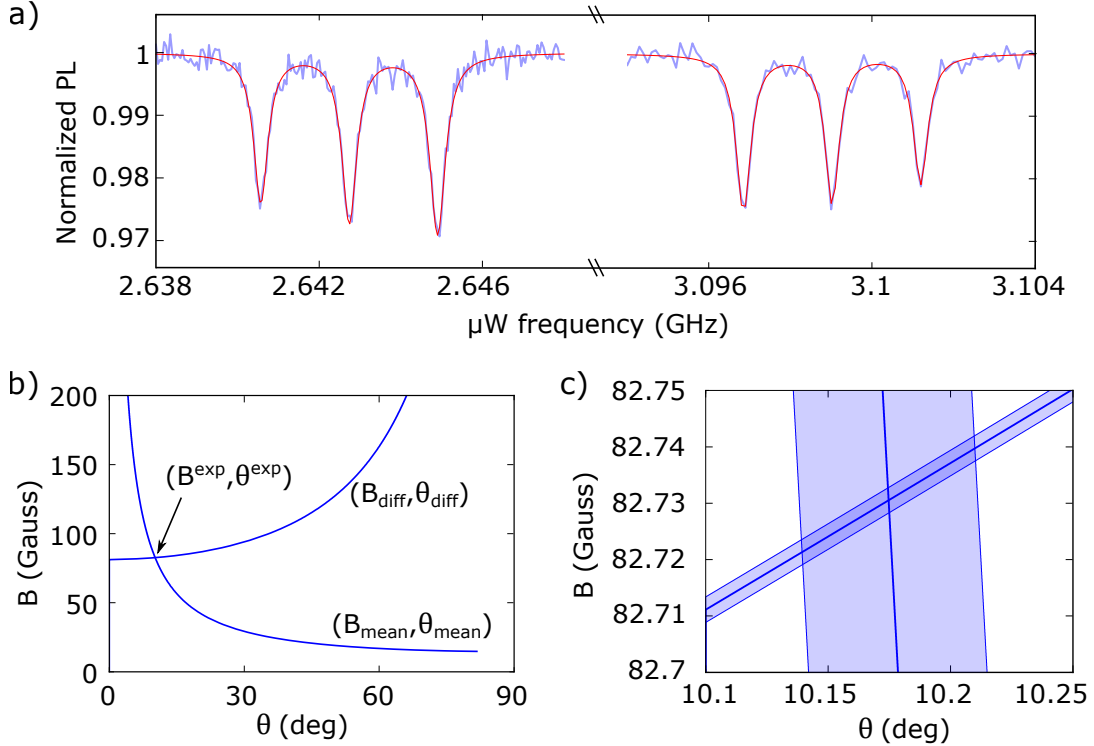 a)
Normalized PL
1
0.99
0.98
0.97
2.638 2.642 2.646 3.096 3.1 3.104
µW frequency (GHz)
b)
B (Gauss)
200
150
100
50
0
(B^exp,θ^exp)
(B_diff,θ_diff)
(B_mean,θ_mean)
0 30 60 90
θ (deg)
c)
B (Gauss)
82.75
82.74
82.73
82.72
82.71
82.7
10.1 10.15 10.2 10.25
θ (deg)